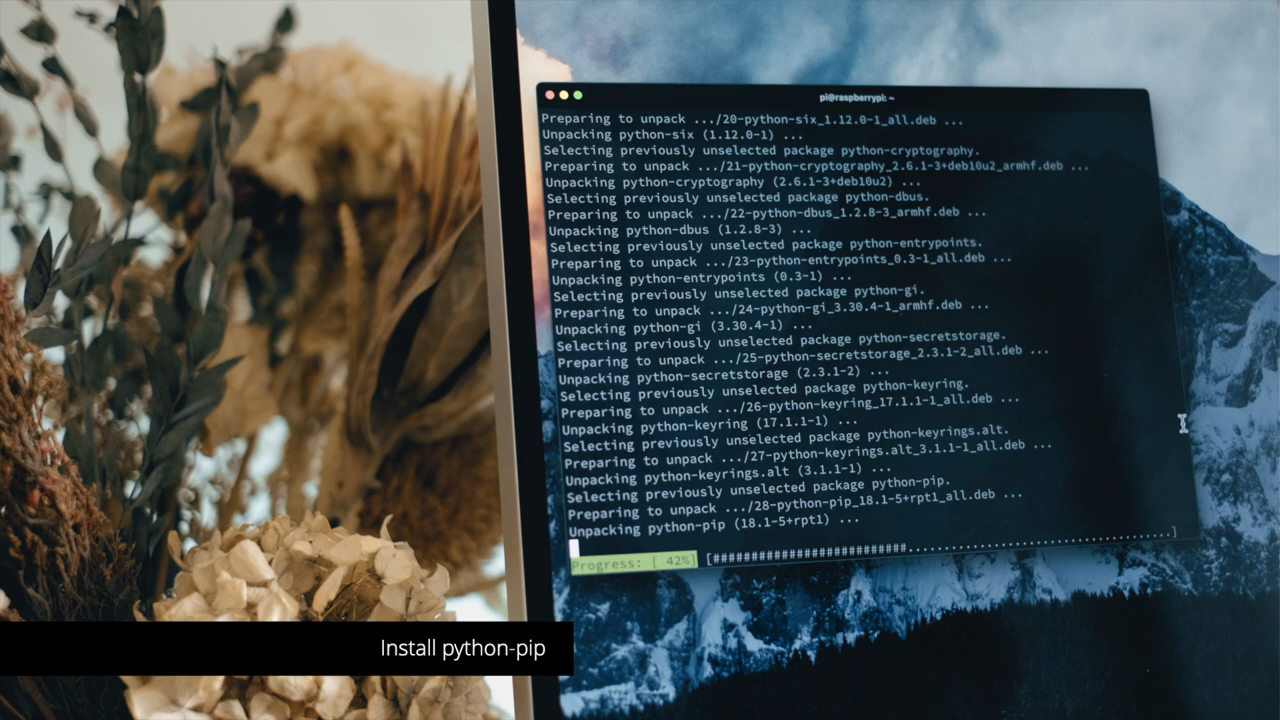 pi@raspberrypi: ~
Preparing to unpack .../20-python-six_1.12.0-1_all.deb ...
Unpacking python-six (1.12.0-1) ...
Selecting previously unselected package python-cryptography.
Preparing to unpack .../21-python-cryptography_2.6.1-3+deb10u2_armhf.deb ...
Unpacking python-cryptography (2.6.1-3+deb10u2) ...
Selecting previously unselected package python-dbus.
Preparing to unpack .../22-python-dbus_1.2.8-3_armhf.deb ...
Unpacking python-dbus (1.2.8-3) ...
Selecting previously unselected package python-entrypoints.
Preparing to unpack .../23-python-entrypoints_0.3-1_all.deb ...
Unpacking python-entrypoints (0.3-1) ...
Selecting previously unselected package python-gi.
Preparing to unpack .../24-python-gi_3.30.4-1_armhf.deb ...
Unpacking python-gi (3.30.4-1) ...
Selecting previously unselected package python-secretstorage.
Preparing to unpack .../25-python-secretstorage_2.3.1-2_all.deb ...
Unpacking python-secretstorage (2.3.1-2) ...
Selecting previously unselected package python-keyring.
Preparing to unpack .../26-python-keyring_17.1.1-1_all.deb ...
Unpacking python-keyring (17.1.1-1) ...
Selecting previously unselected package python-keyrings.alt.
Preparing to unpack .../27-python-keyrings.alt_3.1.1-1_all.deb ...
Unpacking python-keyrings.alt (3.1.1-1) ...
Selecting previously unselected package python-pip.
Preparing to unpack .../28-python-pip_18.1-5+rpt1_all.deb ...
Unpacking python-pip (18.1-5+rpt1) ...
Progress: [ 42%] [##########################...................................]
Install python-pip